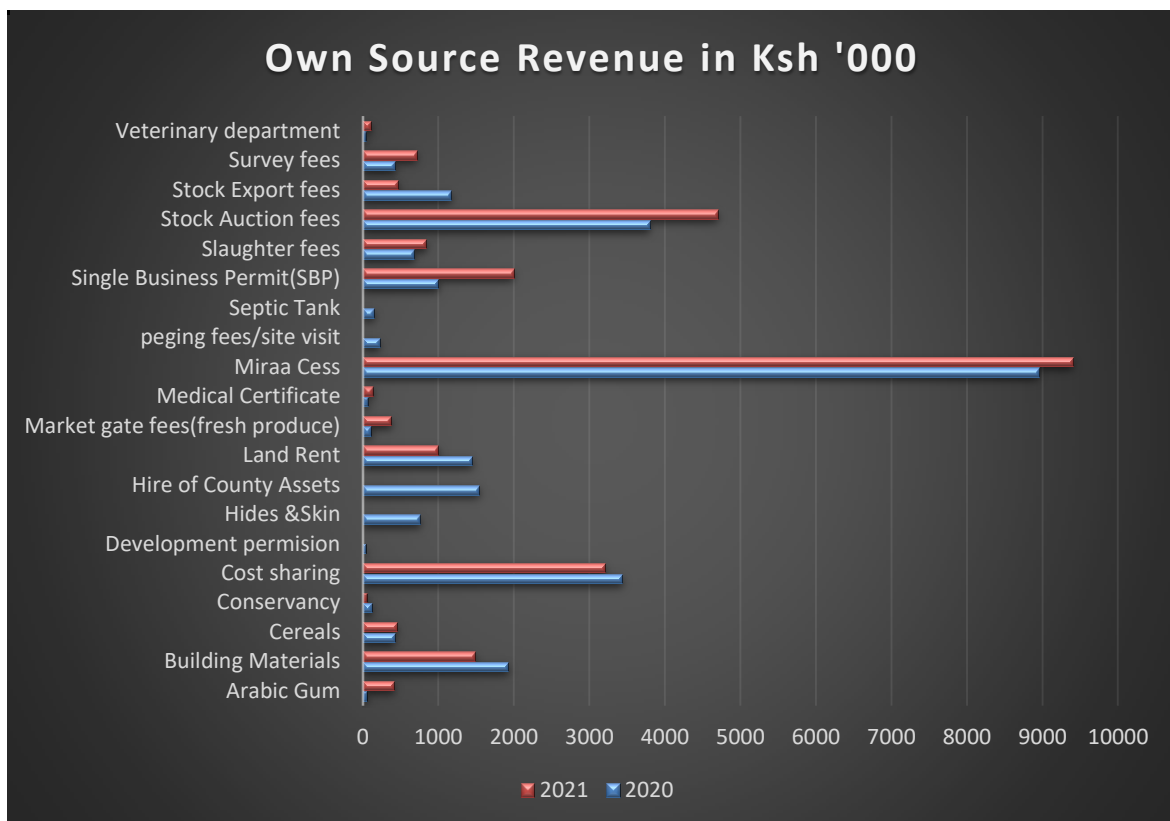 Own Source Revenue in Ksh '000
Veterinary department
Survey fees
Stock Export fees
Stock Auction fees
Slaughter fees
Single Business Permit(SBP)
Septic Tank
peging fees/site visit
Miraa Cess
Medical Certificate
Market gate fees(fresh produce)
Land Rent
Hire of County Assets
Hides &Skin
Development permision
Cost sharing
Conservancy
Cereals
Building Materials
Arabic Gum
0 1000 2000 3000 4000 5000 6000 7000 8000 9000 10000
2021 2020